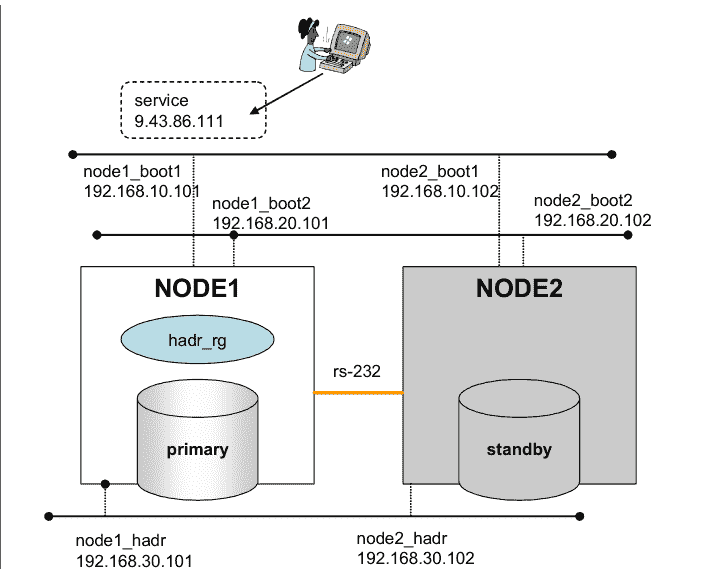 service
9.43.86.111
node1_boot1
192.168.10.101
node2_boot1
192.168.10.102
node1_boot2
192.168.20.101
node2_boot2
192.168.20.102
NODE1
NODE2
hadr_rg
rs-232
primary
standby
node1_hadr
192.168.30.101
node2_hadr
192.168.30.102